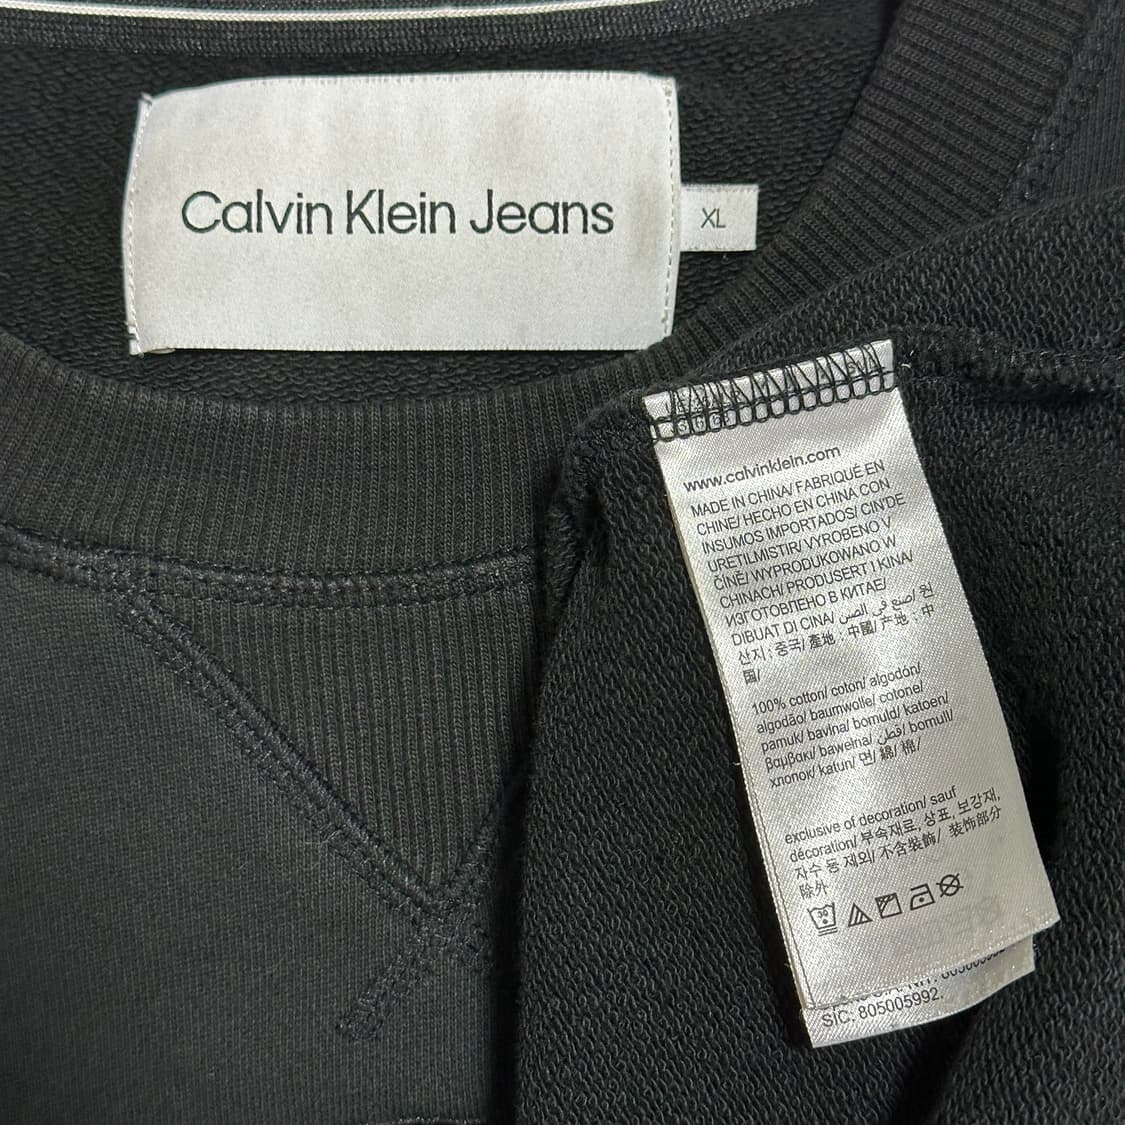 Calvin Klein Jeans
XL
www.calvinklein.com
MADE IN CHINA/ FABRIQUÉ EN
CHINE/ HECHO EN CHINA CON
INSUMOS IMPORTADOS/ CIN'DE
URETILMISTIR/ VYROBENO V
ČÍNĚ/ WYPRODUKOWANO W
CHINACH/ PRODUSERT I KINA/
ИЗГОТОВЛЕНО В КИТАЕ/
DIBUAT DI CINA/ صنع في الصين/ 원
산지 : 중국/ 產地 : 中國/ 产地 : 中
国/
100% cotton/ coton/ algodón/
algodão/ baumwolle/ cotone/
pamuk/ bavlna/ bomuld/ katoen/
βαμβακι/ bawełna/ قطن/ bomull/
хлопок/ katun/ 면/ 綿/ 棉/
exclusive of decoration/ sauf
décoration/ 부속재료, 상표, 보강재,
자수 등 제외/ 不含裝飾/ 装饰部分
除外
30
SIC: 805005992.